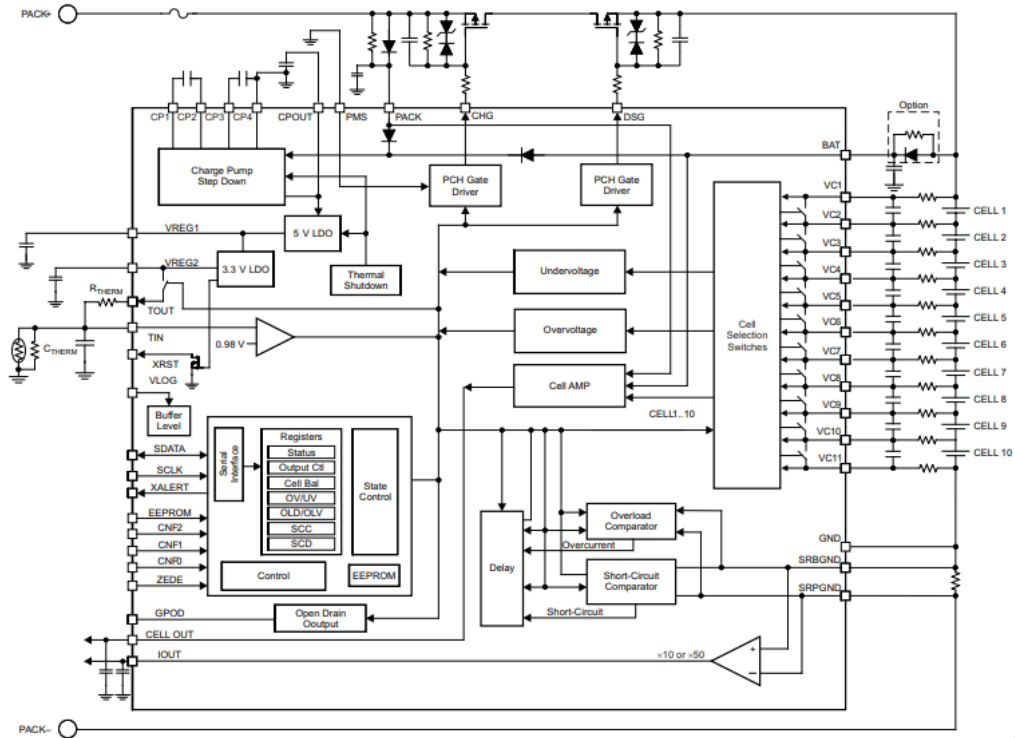 PACK+
Option
CP1
CP2
CP3
CP4
CPOUT
PMS
PACK
CHG
DSG
BAT
Charge Pump
Step Down
PCH Gate
Driver
PCH Gate
Driver
VC1
CELL 1
VC2
CELL 2
VREG1
5 V LDO
VC3
CELL 3
VREG2
3.3 V LDO
Thermal
Shutdown
Undervoltage
VC4
CELL 4
RTHERM
TOUT
VC5
CELL 5
Overvoltage
Cell
Selection
Switches
VC6
CELL 6
CTHERM
TIN
0.98 V
VC7
CELL 7
XRST
Cell AMP
VC8
CELL 8
VLOG
CELL1.. 10
VC9
CELL 9
Buffer
Level
VC10
CELL 10
VC11
SDATA
SCLK
XALERT
EEPROM
CNF2
CNF1
CNR0
ZEDE
Serial
Interface
Registers
Status
Output Ctl
Cell Bal
OV/UV
OLD/OLV
SCC
SCD
State
Control
Control
EEPROM
Delay
Overload
Comparator
Overcurrent
Short-Circuit
Comparator
Short-Circuit
GND
SRBGND
SRPGND
GPOD
Open Drain
Ooutput
CELL OUT
IOUT
×10 or ×50
+
−
PACK–